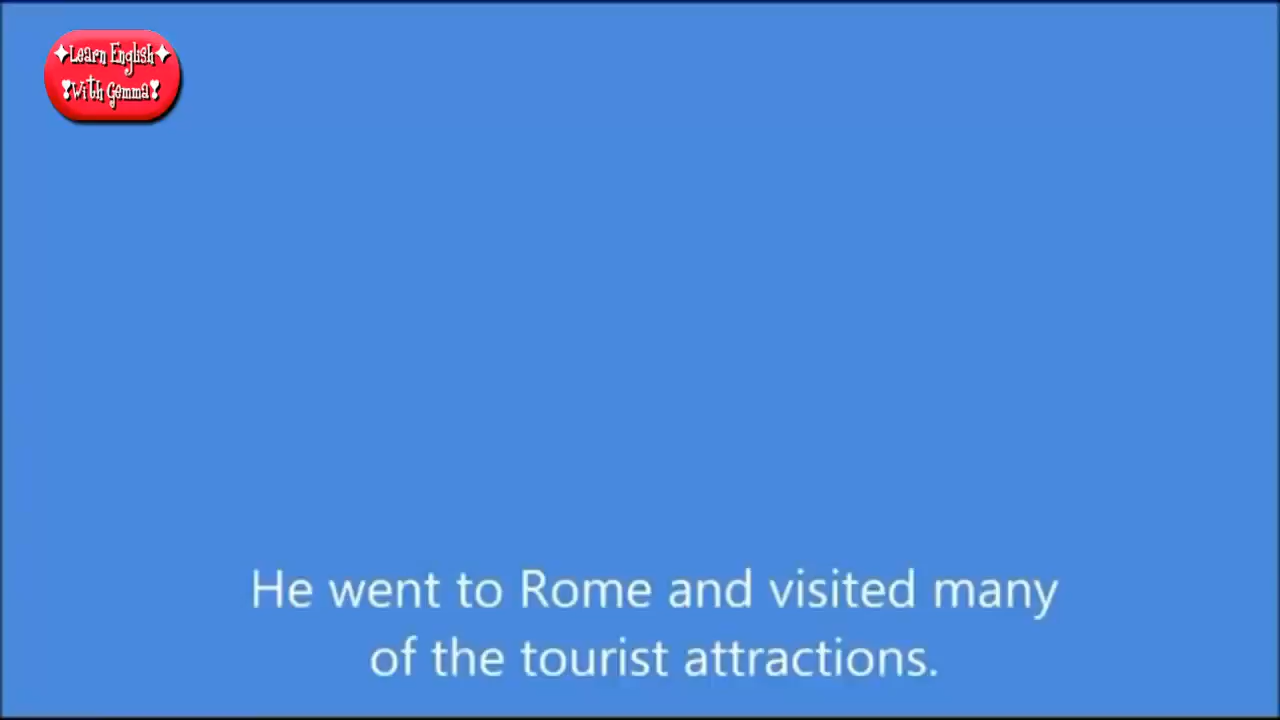 Learn English
With Gemma
He went to Rome and visited many
of the tourist attractions.